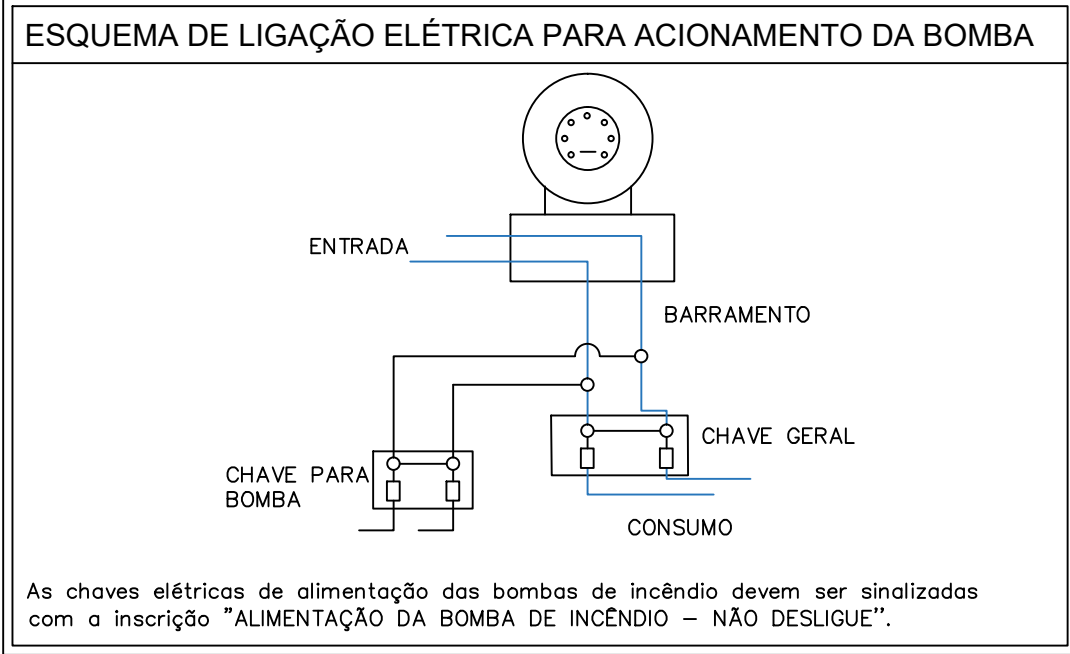 ESQUEMA DE LIGAÇÃO ELÉTRICA PARA ACIONAMENTO DA BOMBA
ENTRADA
BARRAMENTO
CHAVE GERAL
CHAVE PARA
BOMBA
CONSUMO
As chaves elétricas de alimentação das bombas de incêndio devem ser sinalizadas
com a inscrição "ALIMENTAÇÃO DA BOMBA DE INCÊNDIO – NÃO DESLIGUE".